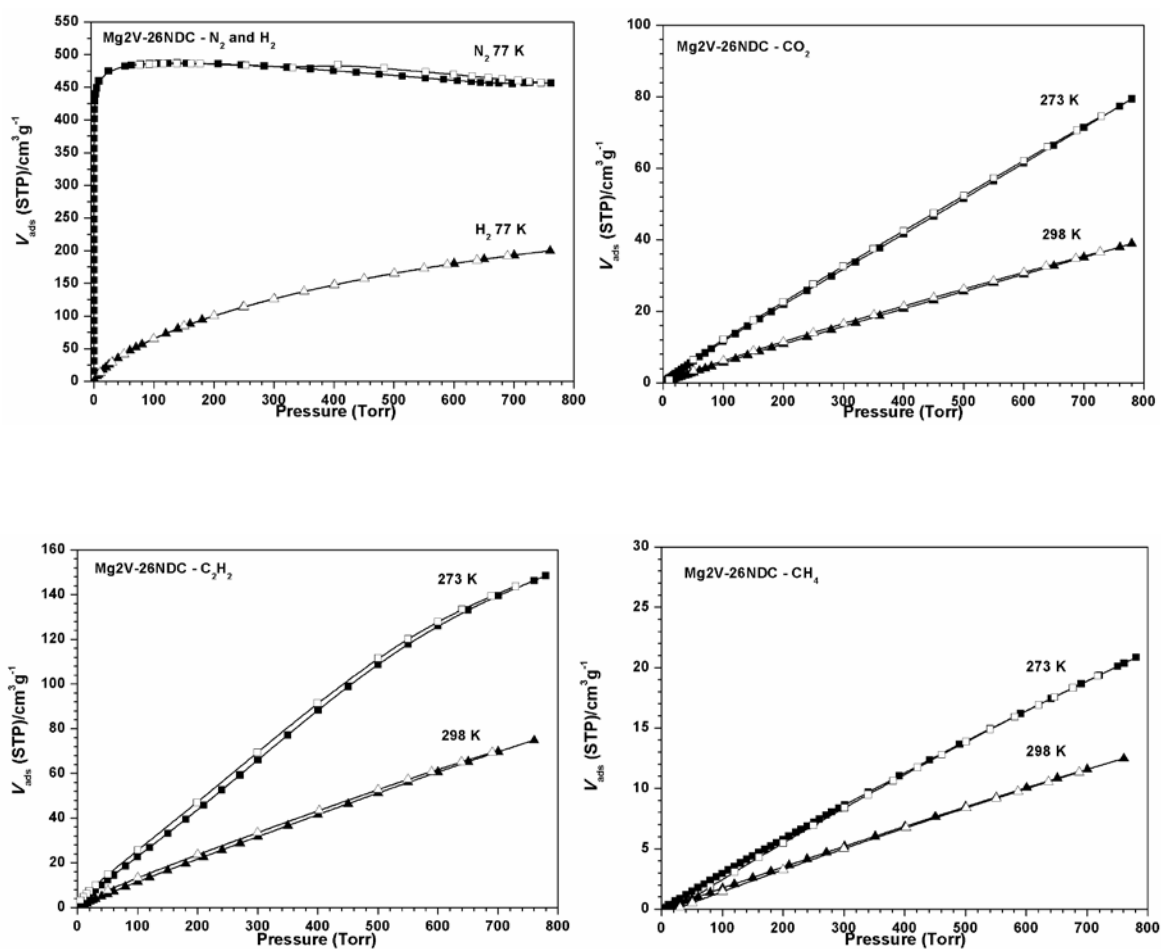 Mg2V-26NDC - N₂ and H₂
N₂ 77 K
H₂ 77 K
V_ads (STP)/cm³g⁻¹
550
500
450
400
350
300
250
200
150
100
50
0
0 100 200 300 400 500 600 700 800
Pressure (Torr)
Mg2V-26NDC - CO₂
273 K
298 K
V_ads (STP)/cm³g⁻¹
100
80
60
40
20
0
0 100 200 300 400 500 600 700 800
Pressure (Torr)
Mg2V-26NDC - C₂H₂
273 K
298 K
V_ads (STP)/cm³g⁻¹
160
140
120
100
80
60
40
20
0
0 100 200 300 400 500 600 700 800
Pressure (Torr)
Mg2V-26NDC - CH₄
273 K
298 K
V_ads (STP)/cm³g⁻¹
30
25
20
15
10
5
0
0 100 200 300 400 500 600 700 800
Pressure (Torr)